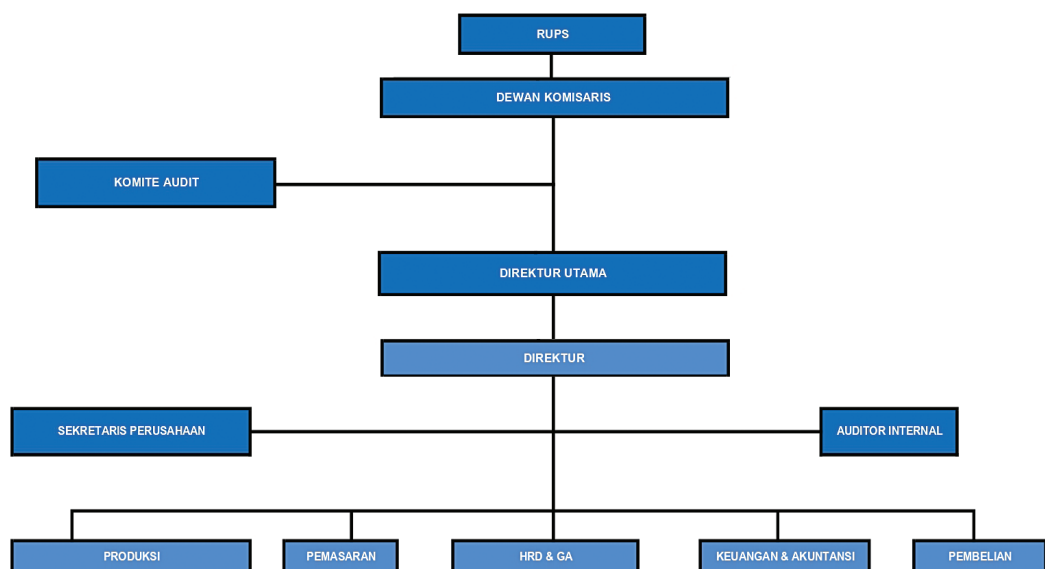 RUPS
DEWAN KOMISARIS
KOMITE AUDIT
DIREKTUR UTAMA
DIREKTUR
SEKRETARIS PERUSAHAAN
AUDITOR INTERNAL
PRODUKSI
PEMASARAN
HRD & GA
KEUANGAN & AKUNTANSI
PEMBELIAN